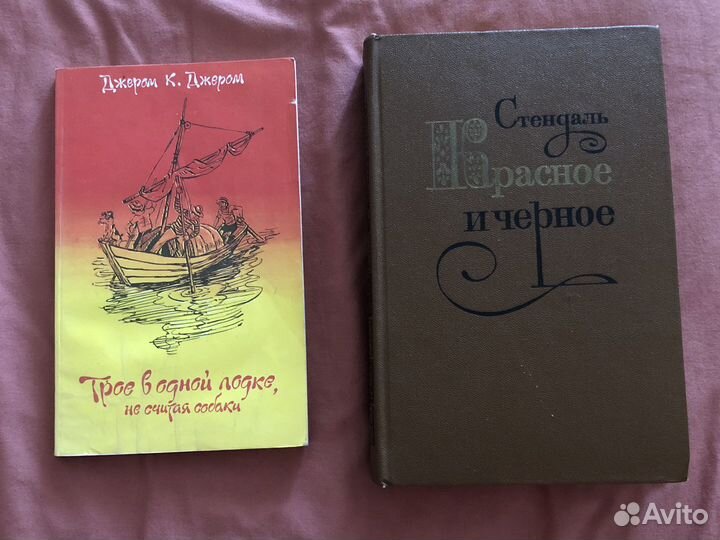 Джером К. Джером
Трое в одной лодке,
не считая собаки
Стендаль
Красное
и черное
Avito